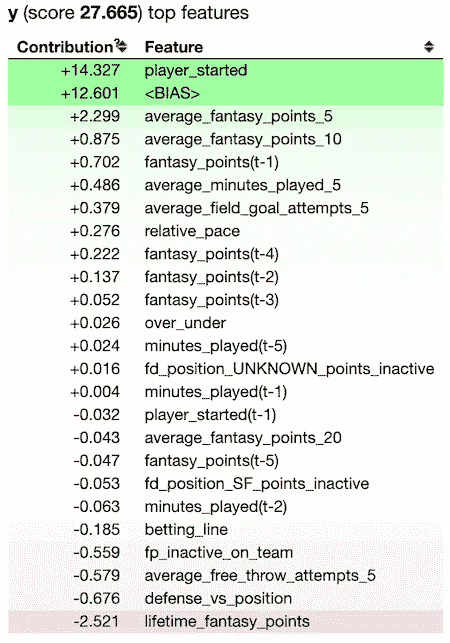 y (score 27.665) top features
Contribution? Feature
+14.327 player_started
+12.601 <BIAS>
+2.299 average_fantasy_points_5
+0.875 average_fantasy_points_10
+0.702 fantasy_points(t-1)
+0.486 average_minutes_played_5
+0.379 average_field_goal_attempts_5
+0.276 relative_pace
+0.222 fantasy_points(t-4)
+0.137 fantasy_points(t-2)
+0.052 fantasy_points(t-3)
+0.026 over_under
+0.024 minutes_played(t-5)
+0.016 fd_position_UNKNOWN_points_inactive
+0.004 minutes_played(t-1)
-0.032 player_started(t-1)
-0.043 average_fantasy_points_20
-0.047 fantasy_points(t-5)
-0.053 fd_position_SF_points_inactive
-0.063 minutes_played(t-2)
-0.185 betting_line
-0.559 fp_inactive_on_team
-0.579 average_free_throw_attempts_5
-0.676 defense_vs_position
-2.521 lifetime_fantasy_points